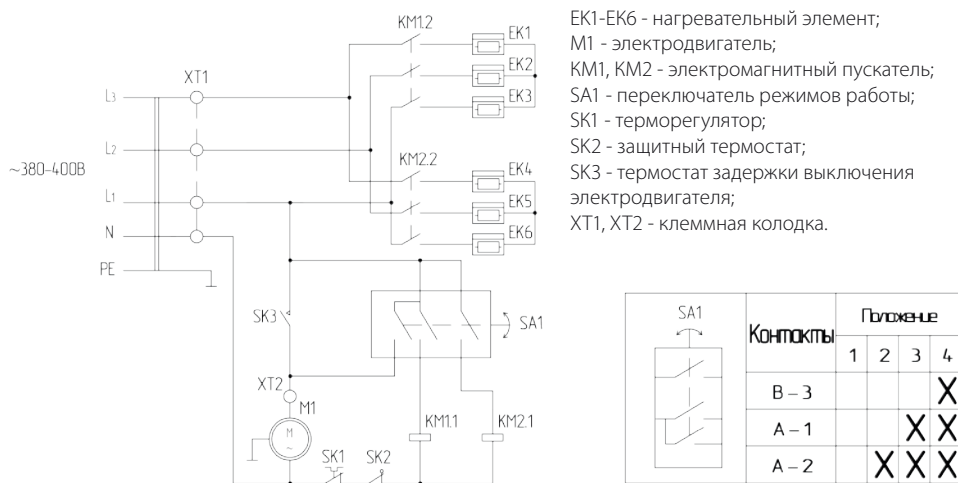 EK1-EK6 - нагревательный элемент;
M1 - электродвигатель;
KM1, KM2 - электромагнитный пускатель;
SA1 - переключатель режимов работы;
SK1 - терморегулятор;
SK2 - защитный термостат;
SK3 - термостат задержки выключения
электродвигателя;
XT1, XT2 - клеммная колодка.
KM1.2
EK1
EK2
EK3
XT1
L3
L2
~380-400В
KM2.2
EK4
L1
EK5
N
EK6
PE
SK3
SA1
XT2
M1
M
~
KM1.1
KM2.1
SK1
SK2
SA1
Контакты
Положение
1 2 3 4
B – 3 X
A – 1 X X
A – 2 X X X